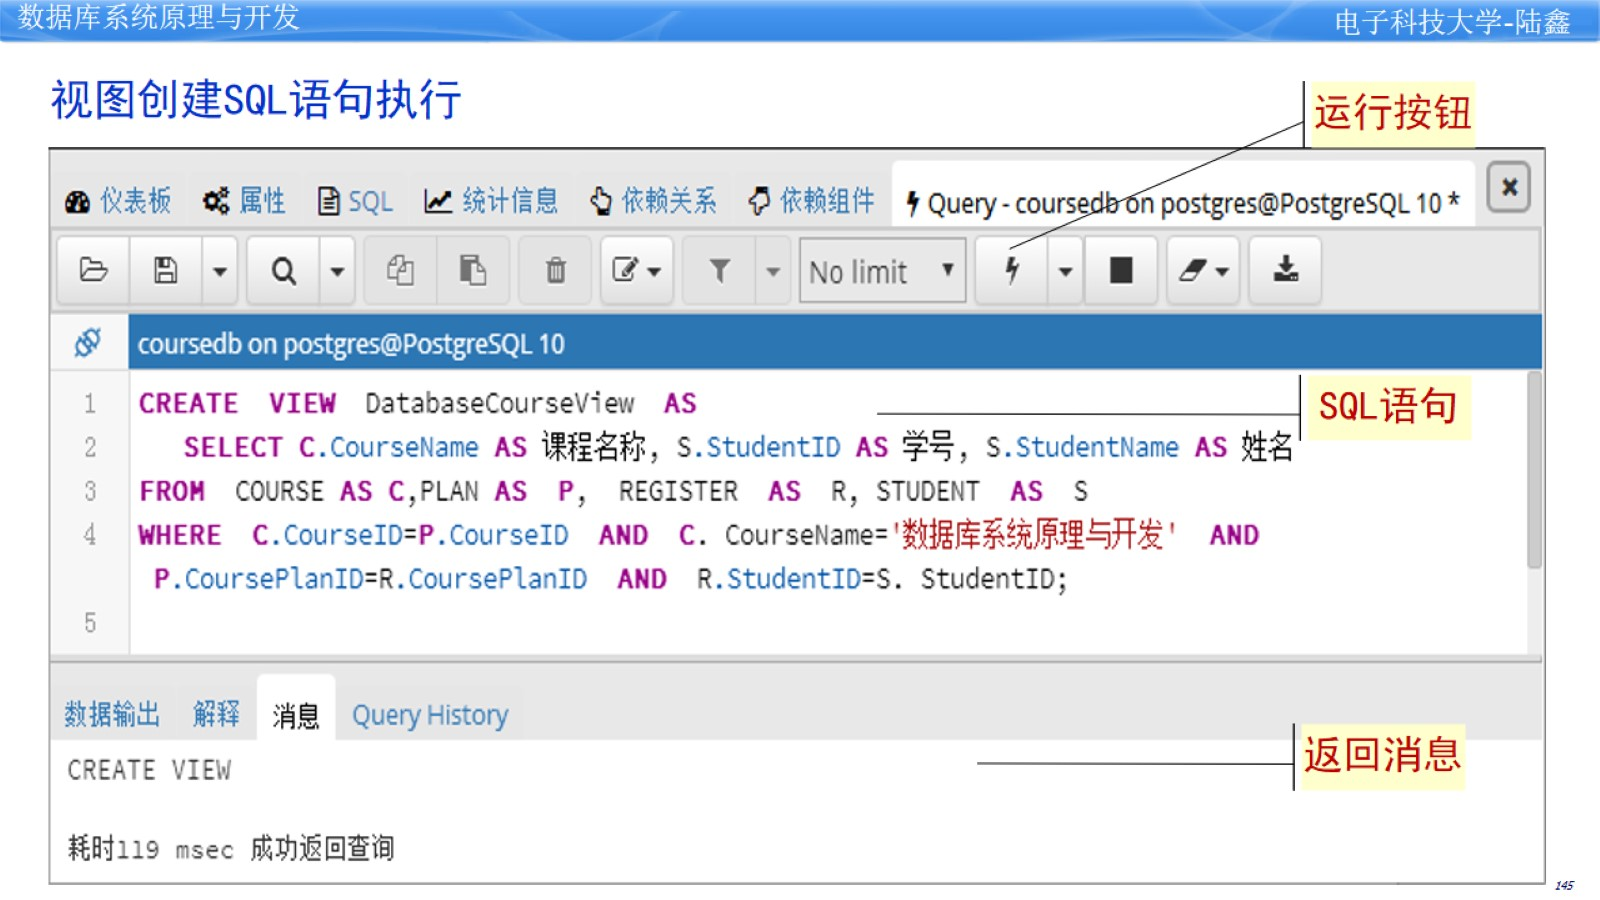 数据库系统原理与开发
电子科技大学-陆鑫
视图创建SQL语句执行
运行按钮
仪表板 属性 SQL 统计信息 依赖关系 依赖组件 Query - coursedb on postgres@PostgreSQL 10 *
No limit
coursedb on postgres@PostgreSQL 10
SQL语句
1 CREATE VIEW DatabaseCourseView AS
2 SELECT C.CourseName AS 课程名称, S.StudentID AS 学号, S.StudentName AS 姓名
3 FROM COURSE AS C,PLAN AS P, REGISTER AS R, STUDENT AS S
4 WHERE C.CourseID=P.CourseID AND C. CourseName='数据库系统原理与开发' AND
P.CoursePlanID=R.CoursePlanID AND R.StudentID=S. StudentID;
5
数据输出 解释 消息 Query History
返回消息
CREATE VIEW
耗时119 msec 成功返回查询
145